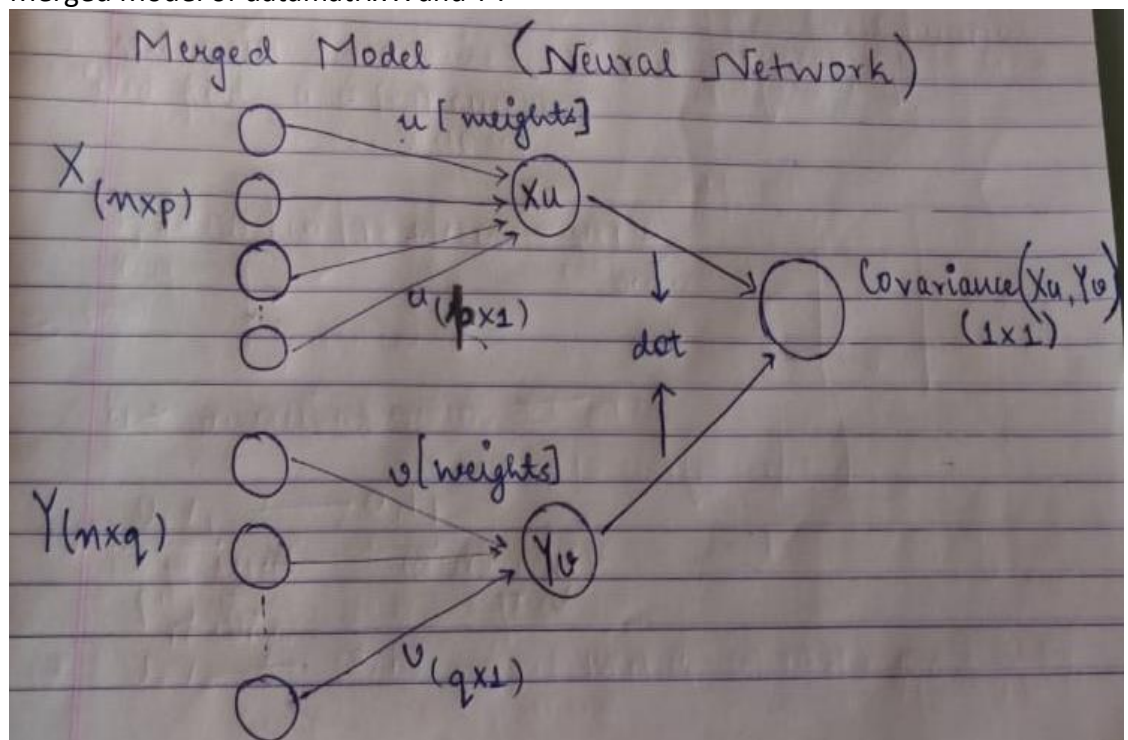 Merged Model (Neural Network)
u [weights]
X (nxp)
Xu
u (px1)
Covariance(Xu, Yv)
(1x1)
dot
v[weights]
Y(nxq)
Yv
v (qx1)